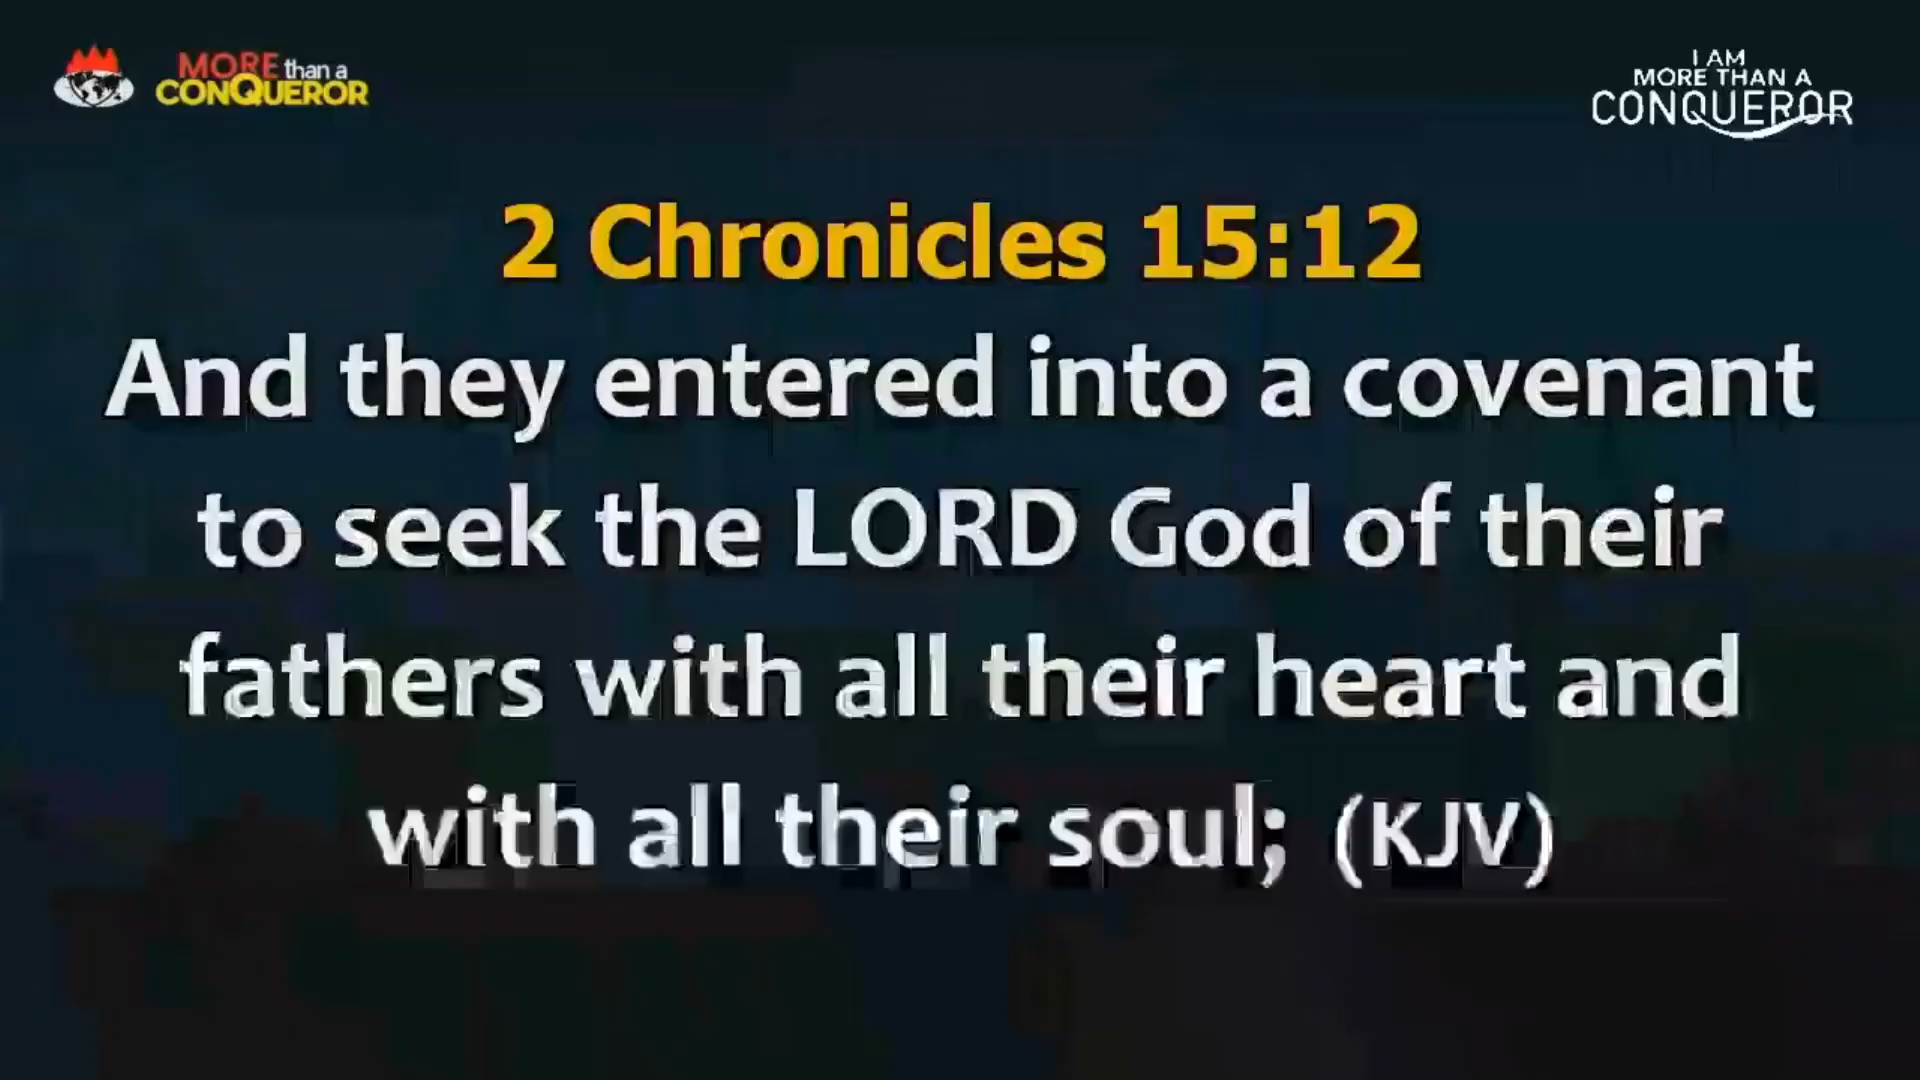 MORE than a
CONQUEROR
I AM
MORE THAN A
CONQUEROR
2 Chronicles 15:12
And they entered into a covenant
to seek the LORD God of their
fathers with all their heart and
with all their soul; (KJV)